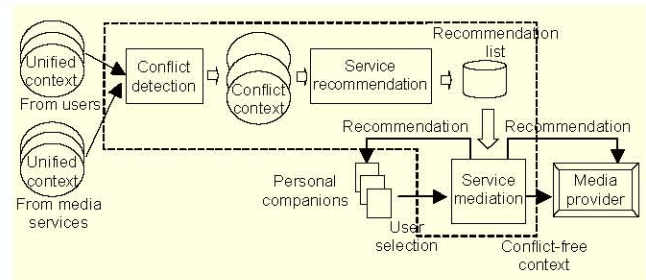 Unified
context
From users
Conflict
detection
Conflict
context
Service
recommendation
Recommendation
list
Unified
context
From media
services
Recommendation
Recommendation
Personal
companions
User
selection
Service
mediation
Media
provider
Conflict-free
context